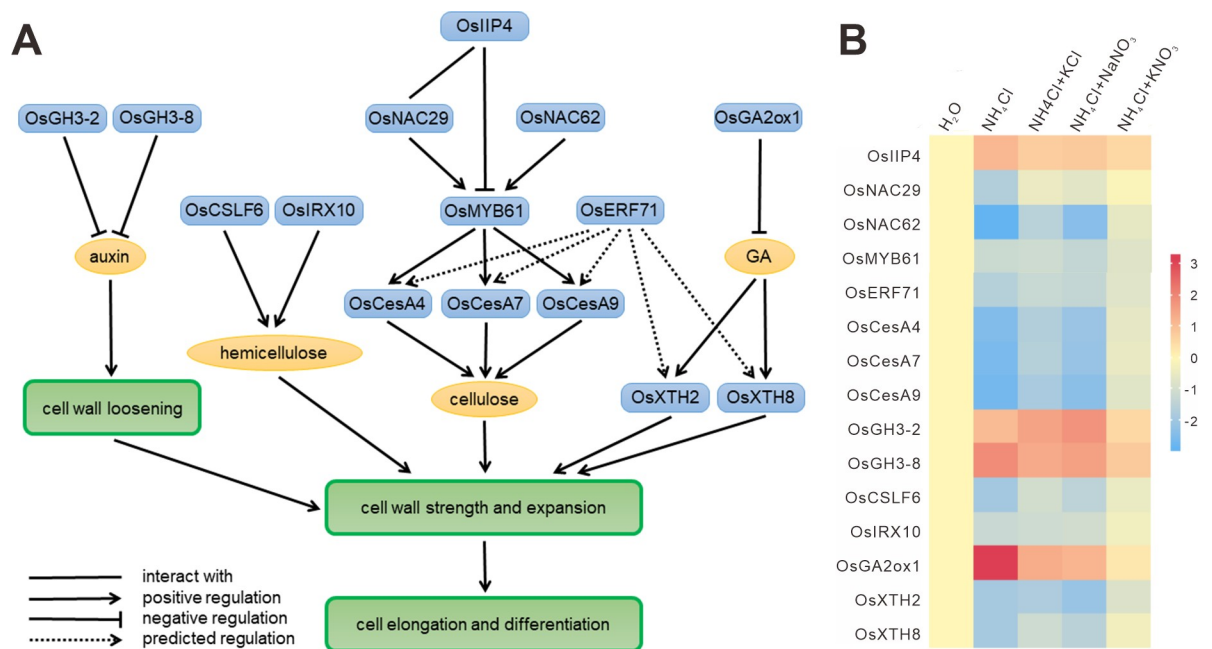 A
OsIIP4
OsGH3-2
OsGH3-8
OsNAC29
OsNAC62
OsGA2ox1
OsCSLF6
OsIRX10
OsMYB61
OsERF71
auxin
GA
OsCesA4
OsCesA7
OsCesA9
hemicellulose
cell wall loosening
cellulose
OsXTH2
OsXTH8
cell wall strength and expansion
cell elongation and differentiation
interact with
positive regulation
negative regulation
predicted regulation
B
H₂O
NH₄Cl
NH4Cl+KCl
NH₄Cl+NaNO₃
NH₄Cl+KNO₃
OsIIP4
OsNAC29
OsNAC62
OsMYB61
OsERF71
OsCesA4
OsCesA7
OsCesA9
OsGH3-2
OsGH3-8
OsCSLF6
OsIRX10
OsGA2ox1
OsXTH2
OsXTH8
3
2
1
0
-1
-2